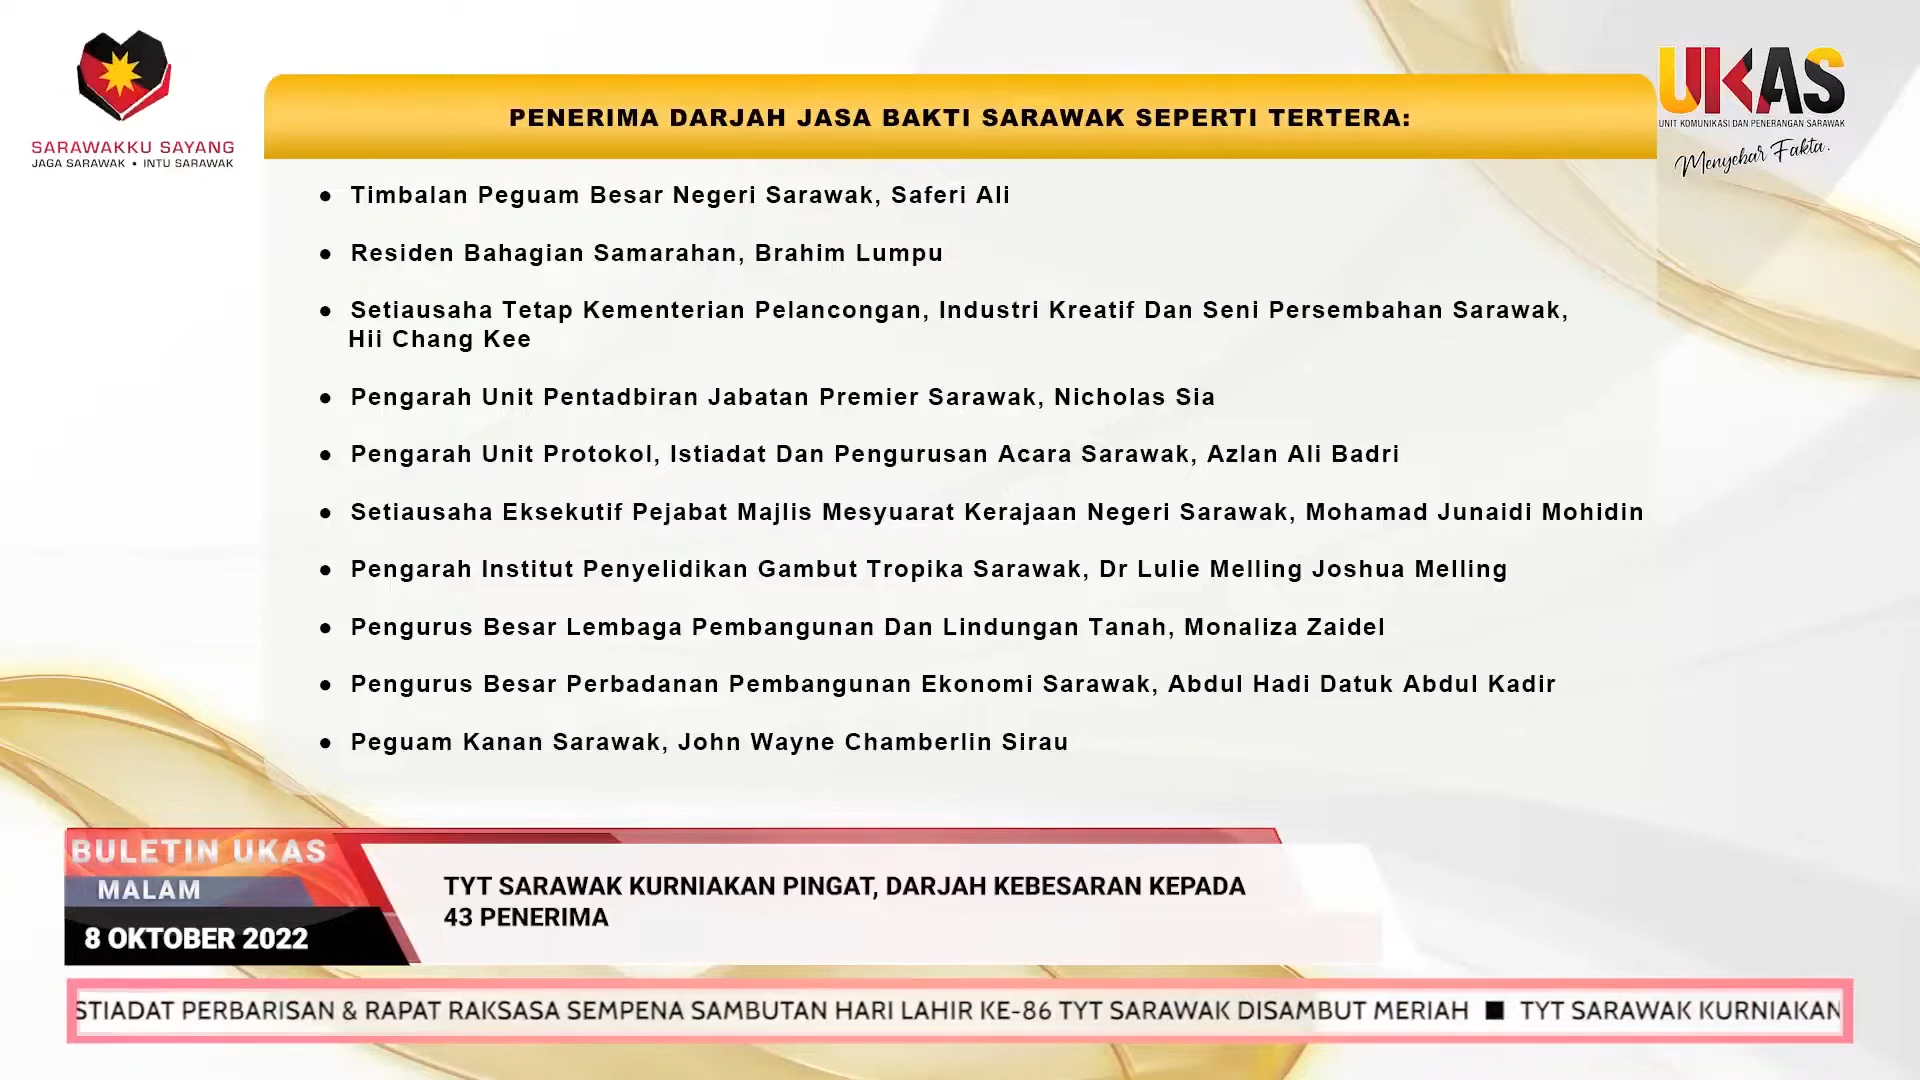 SARAWAKKU SAYANG
JAGA SARAWAK • INTU SARAWAK
UKAS
UNIT KOMUNIKASI DAN PENERANGAN SARAWAK
Menyebar Fakta.
PENERIMA DARJAH JASA BAKTI SARAWAK SEPERTI TERTERA:
● Timbalan Peguam Besar Negeri Sarawak, Saferi Ali
● Residen Bahagian Samarahan, Brahim Lumpu
● Setiausaha Tetap Kementerian Pelancongan, Industri Kreatif Dan Seni Persembahan Sarawak,
Hii Chang Kee
● Pengarah Unit Pentadbiran Jabatan Premier Sarawak, Nicholas Sia
● Pengarah Unit Protokol, Istiadat Dan Pengurusan Acara Sarawak, Azlan Ali Badri
● Setiausaha Eksekutif Pejabat Majlis Mesyuarat Kerajaan Negeri Sarawak, Mohamad Junaidi Mohidin
● Pengarah Institut Penyelidikan Gambut Tropika Sarawak, Dr Lulie Melling Joshua Melling
● Pengurus Besar Lembaga Pembangunan Dan Lindungan Tanah, Monaliza Zaidel
● Pengurus Besar Perbadanan Pembangunan Ekonomi Sarawak, Abdul Hadi Datuk Abdul Kadir
● Peguam Kanan Sarawak, John Wayne Chamberlin Sirau
BULETIN UKAS
MALAM
8 OKTOBER 2022
TYT SARAWAK KURNIAKAN PINGAT, DARJAH KEBESARAN KEPADA
43 PENERIMA
STIADAT PERBARISAN & RAPAT RAKSASA SEMPENA SAMBUTAN HARI LAHIR KE-86 TYT SARAWAK DISAMBUT MERIAH ■ TYT SARAWAK KURNIAKAN